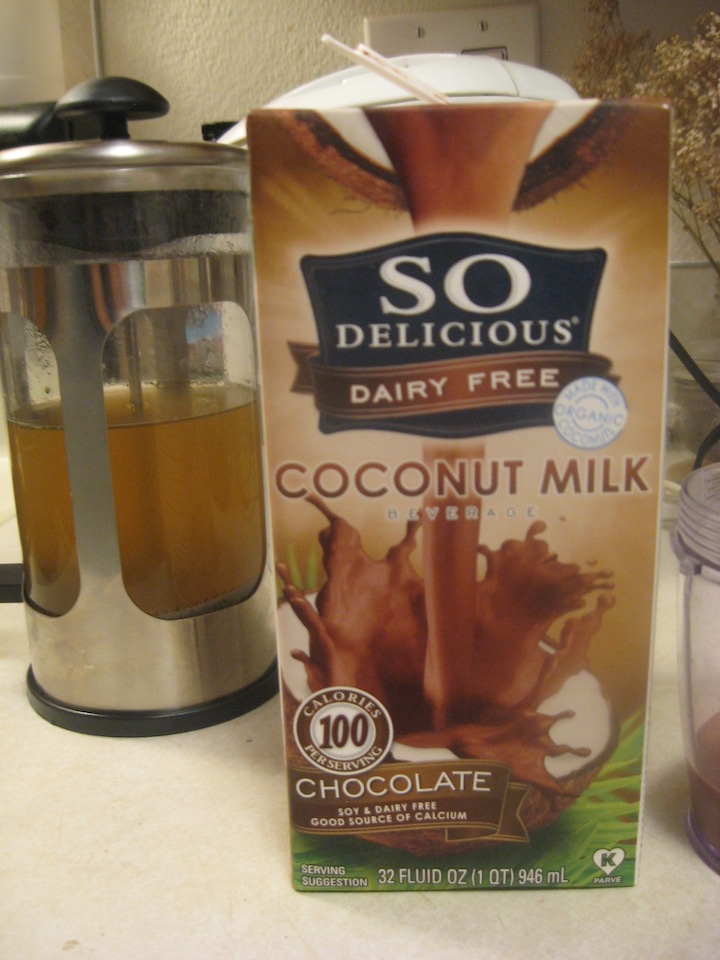 SO
DELICIOUS®
DAIRY FREE
MADE WITH
ORGANIC
COCONUTS
COCONUT MILK
BEVERAGE
CALORIES
100
PER SERVING
CHOCOLATE
SOY & DAIRY FREE
GOOD SOURCE OF CALCIUM
SERVING
SUGGESTION
32 FLUID OZ (1 QT) 946 mL
K
PARVE